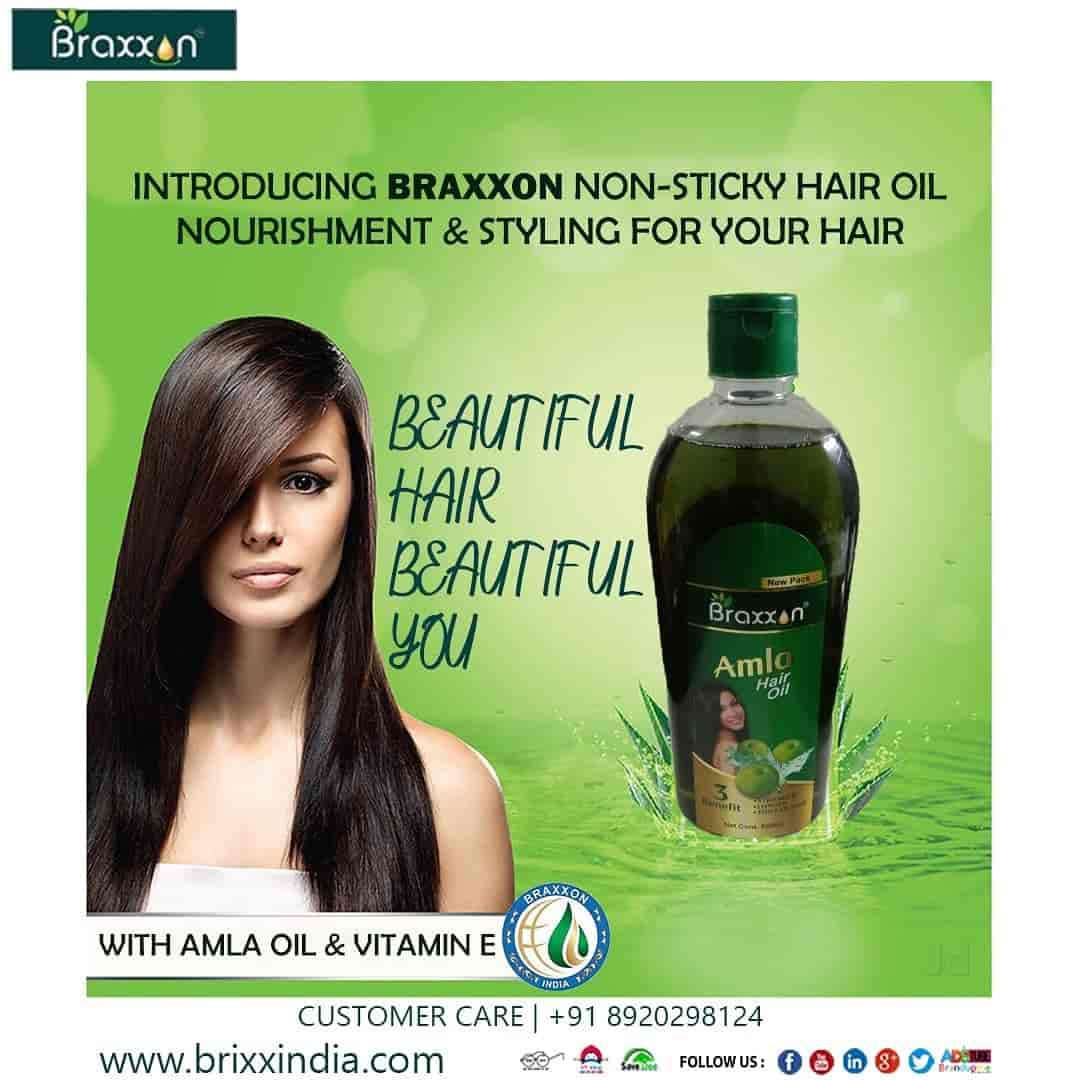 Braxxon
INTRODUCING BRAXXON NON-STICKY HAIR OIL
NOURISHMENT & STYLING FOR YOUR HAIR
BEAUTIFUL
HAIR
BEAUTIFUL
YOU
New Pack
Braxxon®
Amla
Hair
Oil
3
Benefit
WITH AMLA OIL & VITAMIN E
BRAXXON
INDIA
Jd
CUSTOMER CARE | +91 8920298124
www.brixxindia.com
FOLLOW US :